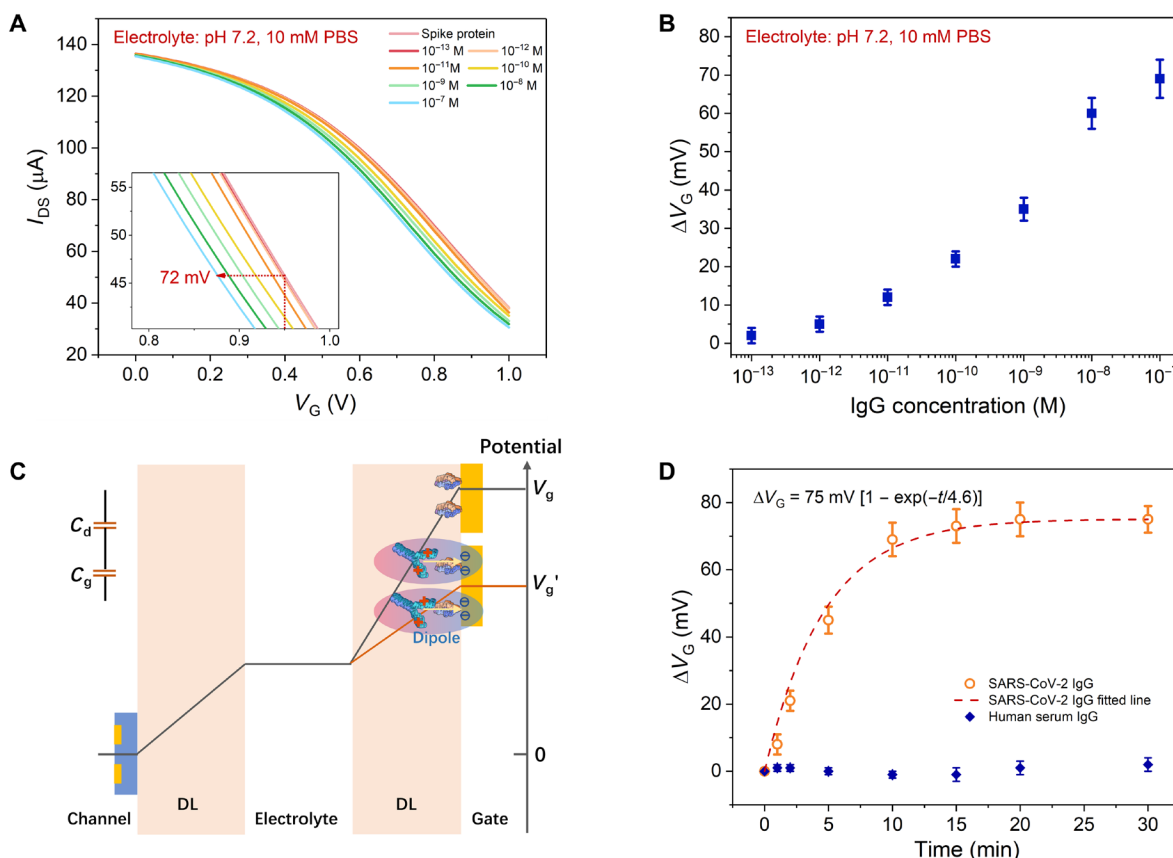 A
Electrolyte: pH 7.2, 10 mM PBS
Spike protein
10⁻¹³ M
10⁻¹² M
10⁻¹¹ M
10⁻¹⁰ M
10⁻⁹ M
10⁻⁸ M
10⁻⁷ M
140
120
100
80
60
40
20
I_DS (μA)
55
50
45
72 mV
0.8
0.9
1.0
0.0
0.2
0.4
0.6
0.8
1.0
V_G (V)
B
Electrolyte: pH 7.2, 10 mM PBS
80
70
60
50
40
30
20
10
0
ΔV_G (mV)
10⁻¹³
10⁻¹²
10⁻¹¹
10⁻¹⁰
10⁻⁹
10⁻⁸
10⁻⁷
IgG concentration (M)
C
Potential
V_g
C_d
C_g
V_g'
Dipole
0
DL
DL
Channel
Electrolyte
Gate
D
ΔV_G = 75 mV [1 − exp(−t/4.6)]
80
60
40
20
0
ΔV_G (mV)
SARS-CoV-2 IgG
SARS-CoV-2 IgG fitted line
Human serum IgG
0
5
10
15
20
25
30
Time (min)